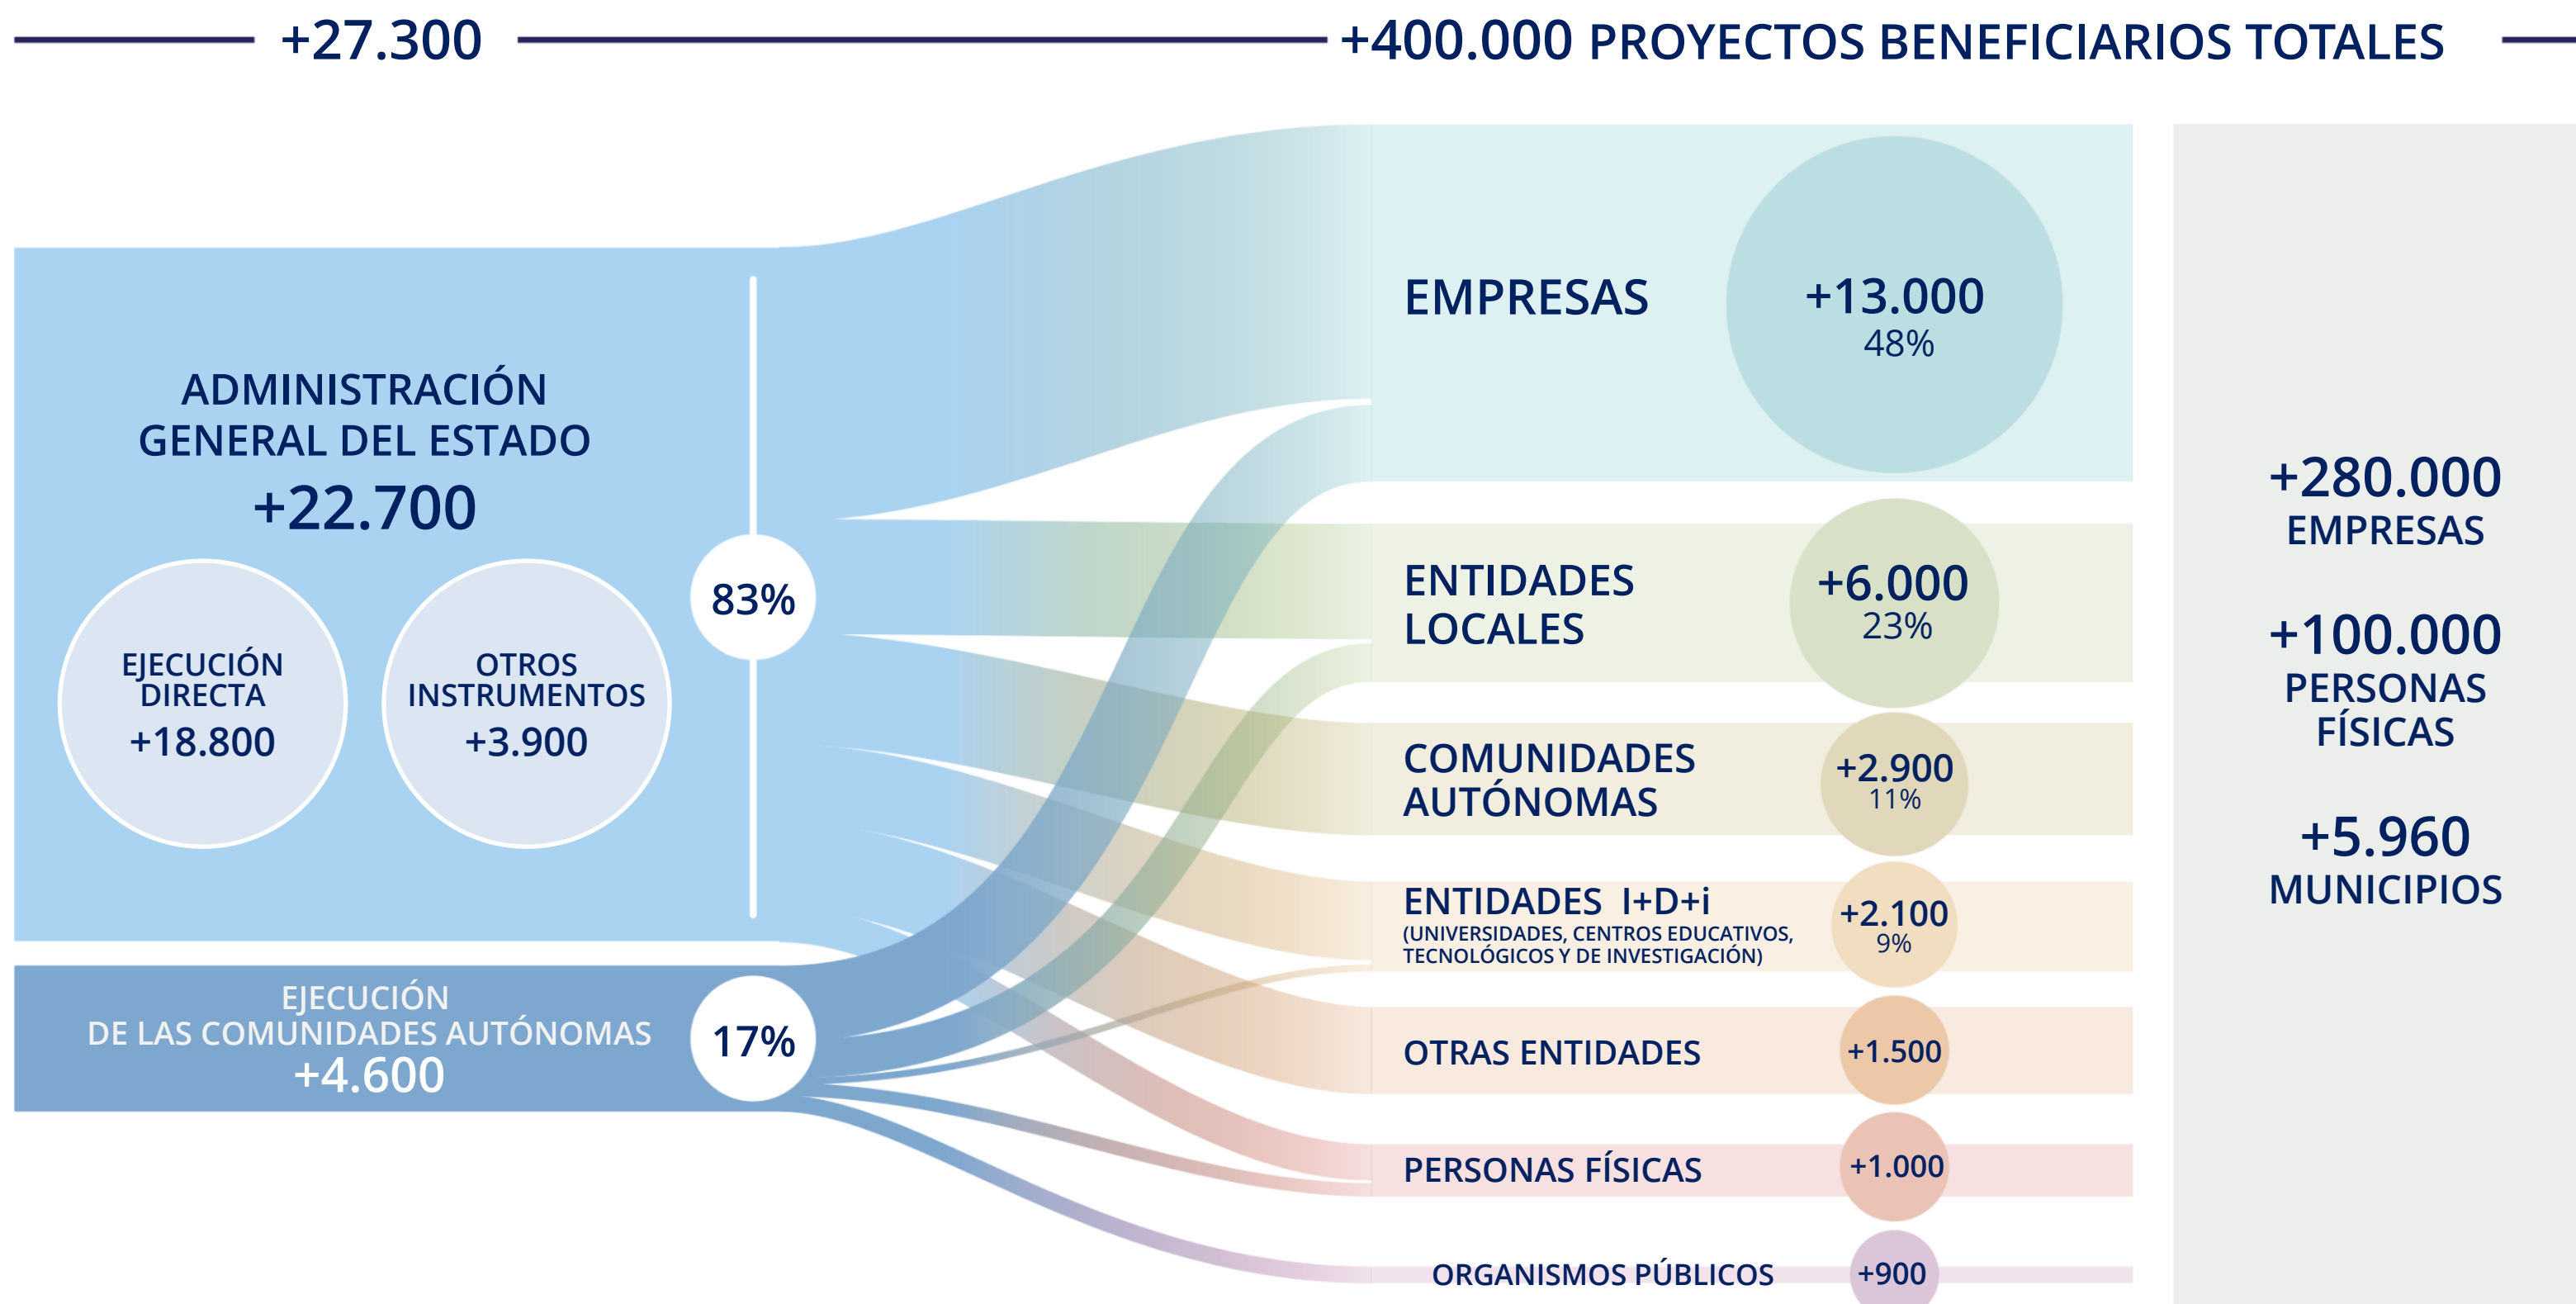 +27.300
+400.000 PROYECTOS BENEFICIARIOS TOTALES
ADMINISTRACIÓN
GENERAL DEL ESTADO
+22.700
EJECUCIÓN
DIRECTA
+18.800
OTROS
INSTRUMENTOS
+3.900
83%
EJECUCIÓN
DE LAS COMUNIDADES AUTÓNOMAS
+4.600
17%
EMPRESAS
+13.000
48%
ENTIDADES
LOCALES
+6.000
23%
COMUNIDADES
AUTÓNOMAS
+2.900
11%
ENTIDADES I+D+i
(UNIVERSIDADES, CENTROS EDUCATIVOS,
TECNOLÓGICOS Y DE INVESTIGACIÓN)
+2.100
9%
OTRAS ENTIDADES
+1.500
PERSONAS FÍSICAS
+1.000
ORGANISMOS PÚBLICOS
+900
+280.000
EMPRESAS
+100.000
PERSONAS
FÍSICAS
+5.960
MUNICIPIOS